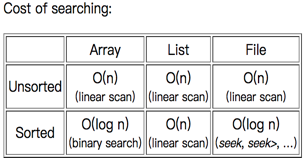 Cost of searching:
Array List File
Unsorted O(n) O(n) O(n)
(linear scan) (linear scan) (linear scan)
Sorted O(log n) O(n) O(log n)
(binary search) (linear scan) (seek, seek>, ...)